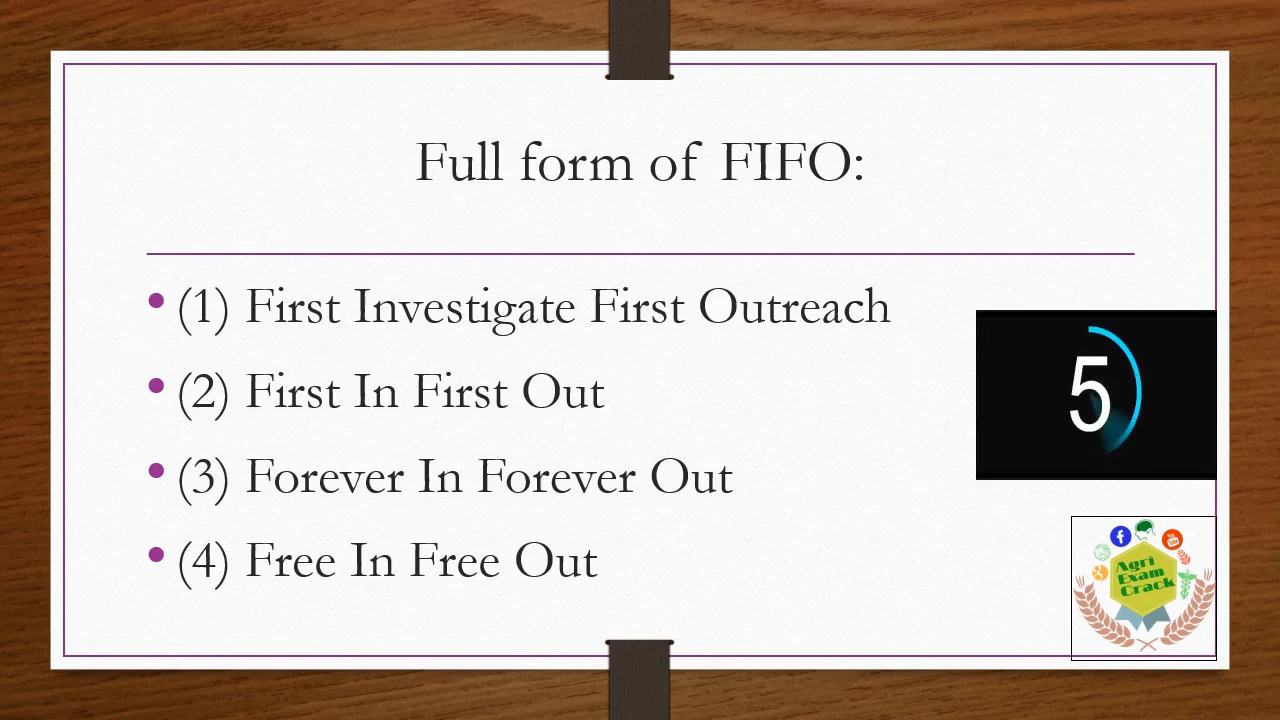 Full form of FIFO:
• (1) First Investigate First Outreach
• (2) First In First Out
• (3) Forever In Forever Out
• (4) Free In Free Out
5
Agri
Exam
Crack